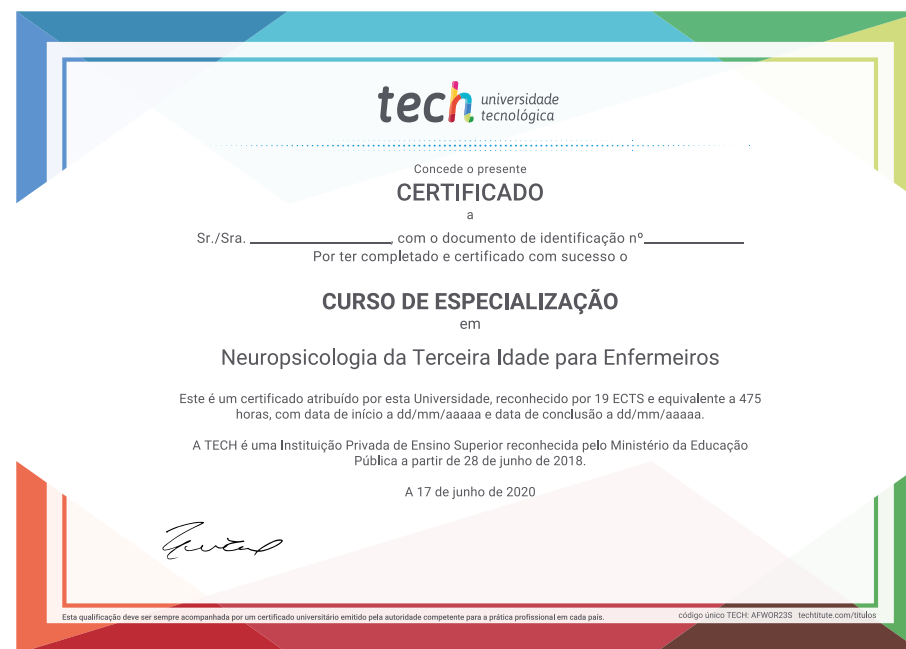 tech universidade
tecnológica
Concede o presente
CERTIFICADO
a
Sr./Sra. ________________, com o documento de identificação nº____________
Por ter completado e certificado com sucesso o
CURSO DE ESPECIALIZAÇÃO
em
Neuropsicologia da Terceira Idade para Enfermeiros
Este é um certificado atribuído por esta Universidade, reconhecido por 19 ECTS e equivalente a 475
horas, com data de início a dd/mm/aaaaa e data de conclusão a dd/mm/aaaaa.
A TECH é uma Instituição Privada de Ensino Superior reconhecida pelo Ministério da Educação
Pública a partir de 28 de junho de 2018.
A 17 de junho de 2020
Esta qualificação deve ser sempre acompanhada por um certificado universitário emitido pela autoridade competente para a prática profissional em cada país.
código único TECH: AFWOR23S techtitute.com/titulos